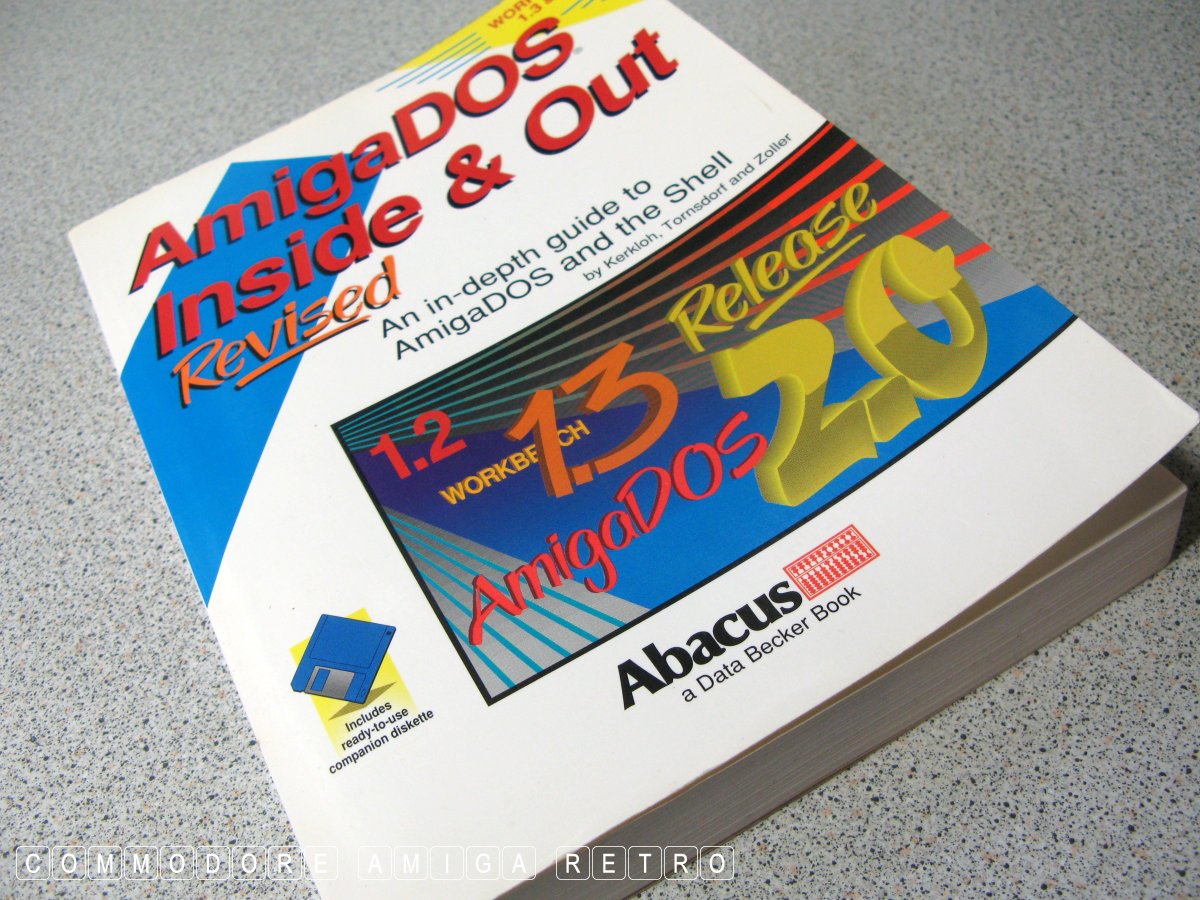 1.3
AmigaDOS®
Inside & Out
Revised
An in-depth guide to
AmigaDOS and the Shell
by Kerkloh, Tornsdorf and Zoller
1.2
WORKBENCH
1.3
AmigaDOS
Release
2.0
Abacus
a Data Becker Book
Includes
ready-to-use
companion diskette
COMMODORE AMIGA RETRO